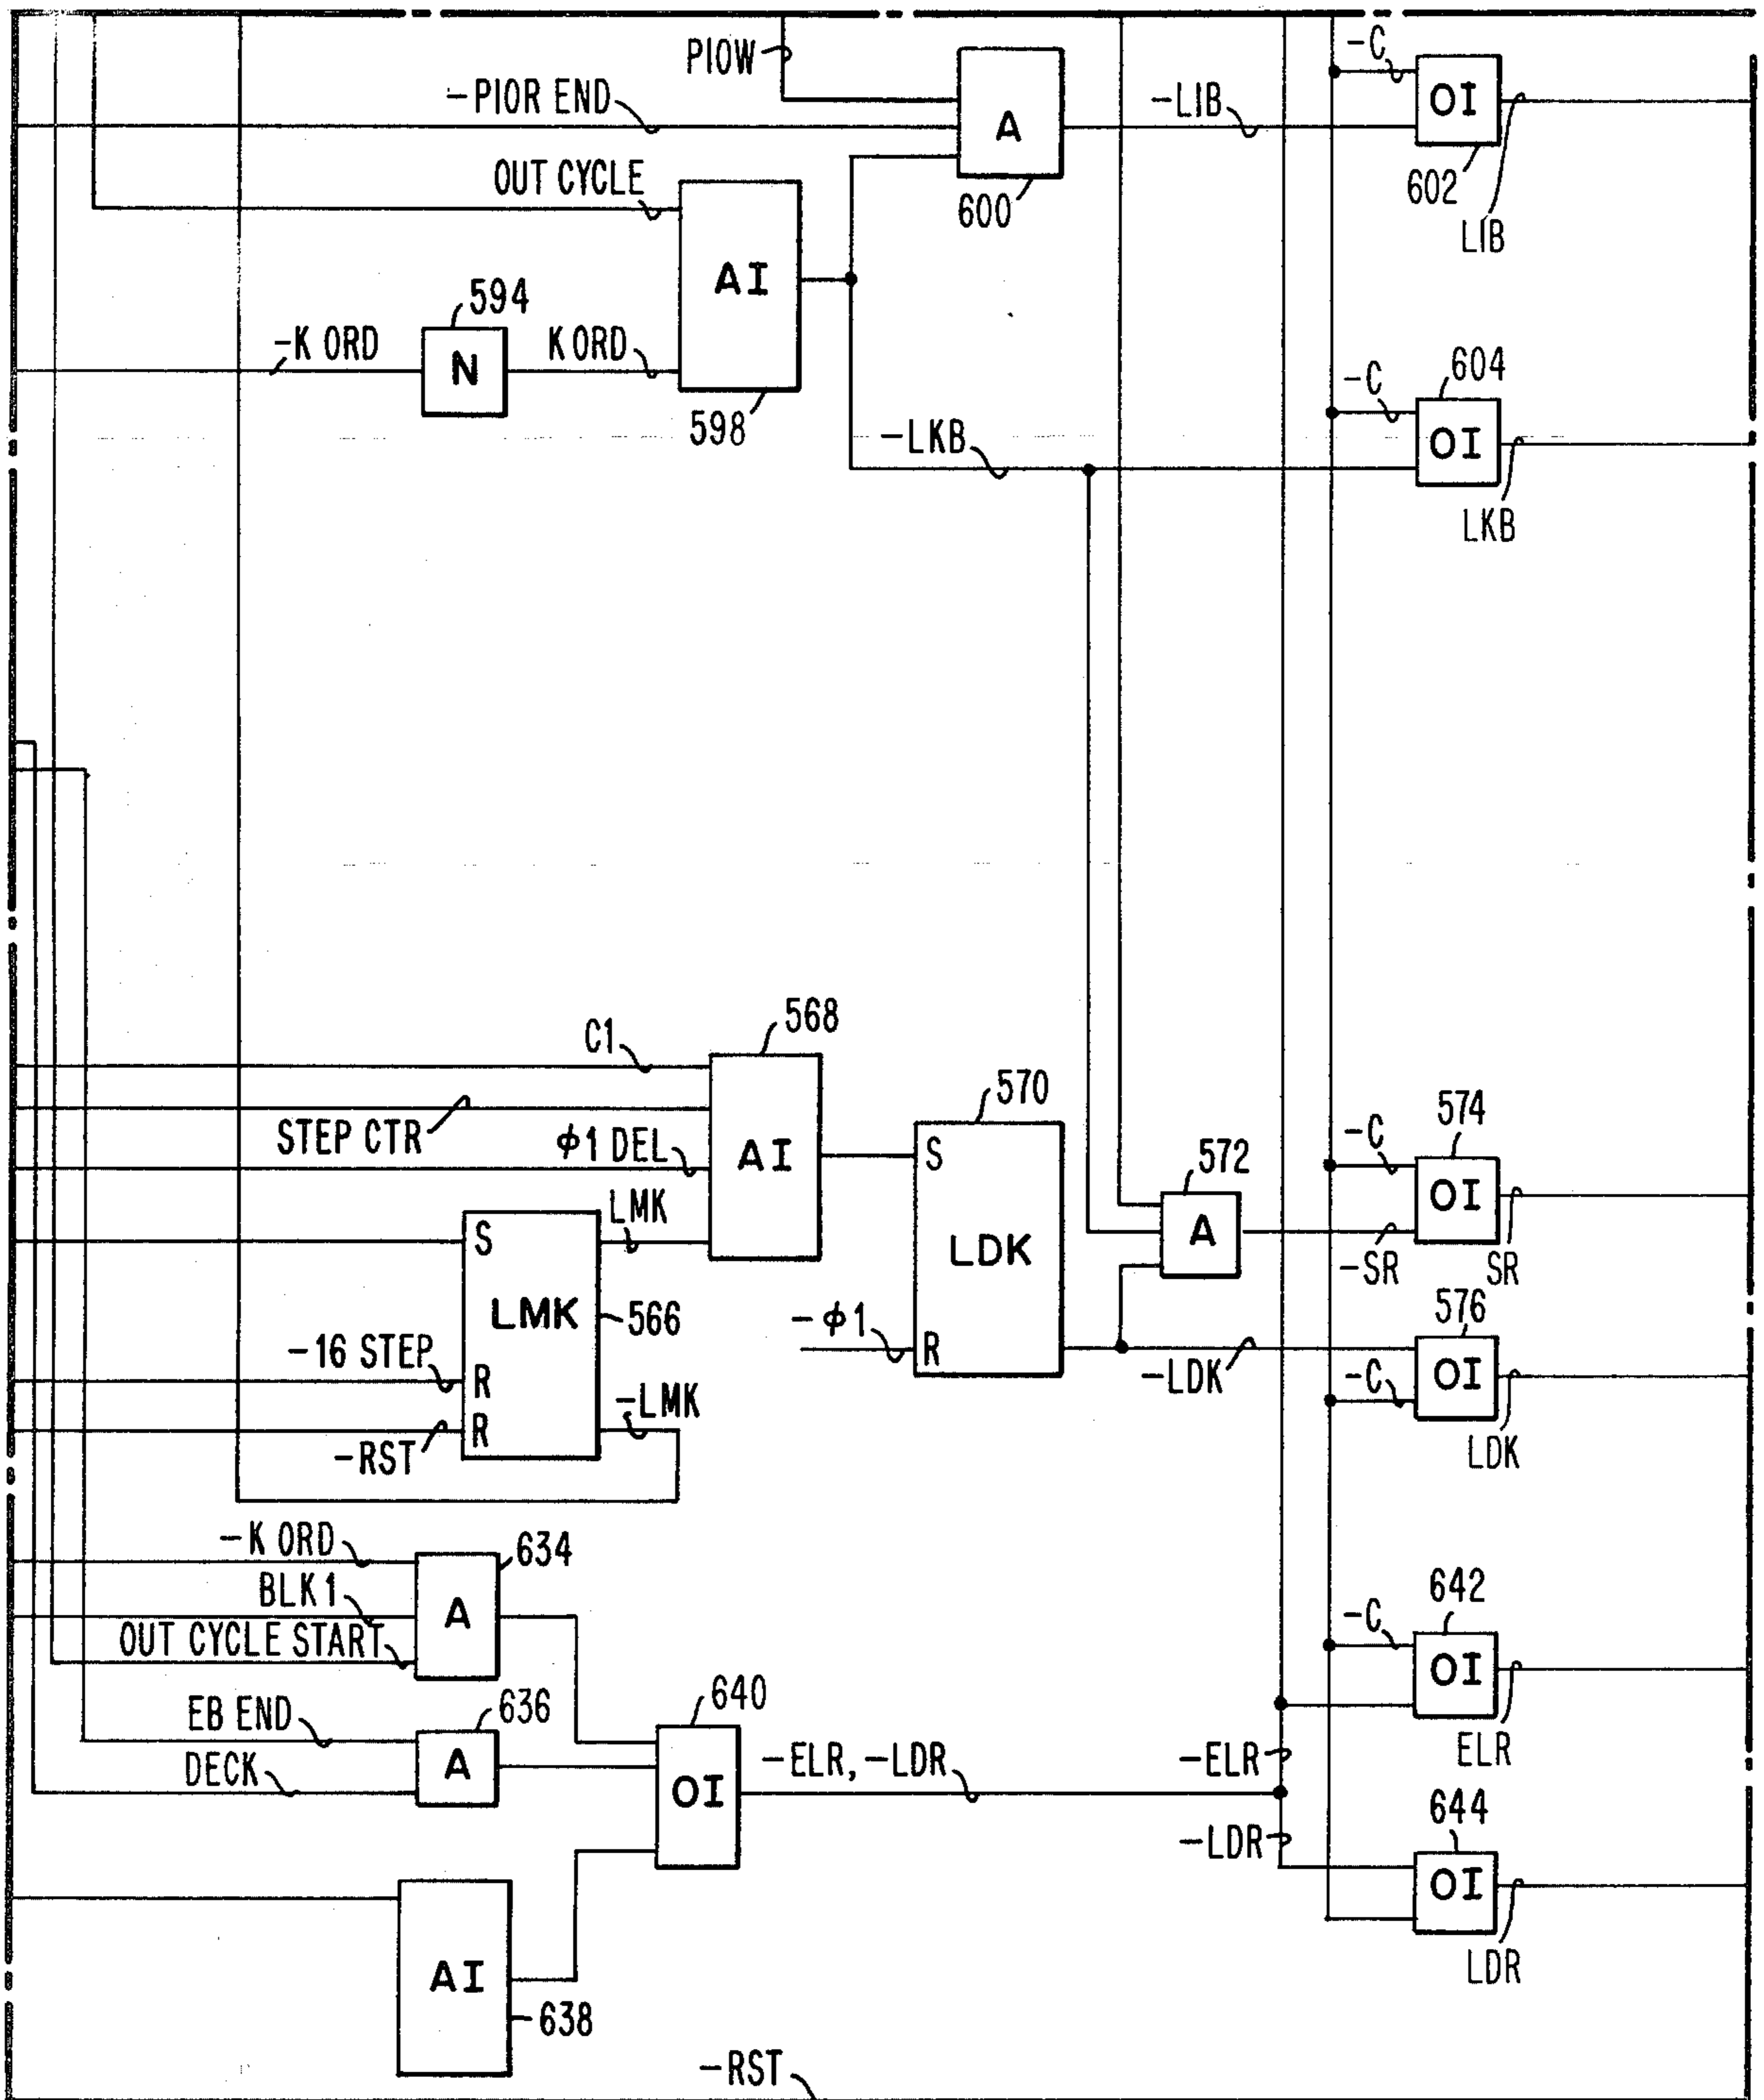 PIOW
-C
-PIOR END
-LIB
OI
A
602
OUT CYCLE
600
LIB
AI
594
-K ORD
N
K ORD
604
-C
598
-LKB
OI
LKB
C1
568
570
574
STEP CTR
-C
φ1 DEL
AI
S
572
OI
LMK
S
A
LDK
-SR
SR
LMK
566
576
-φ1
-16 STEP
R
R
-LDK
OI
-LMK
-C
-RST
R
LDK
-K ORD
634
BLK1
A
642
-C
OUT CYCLE START
OI
640
EB END
636
-ELR, -LDR
-ELR
ELR
DECK
A
OI
644
-LDR
OI
AI
LDR
638
-RST